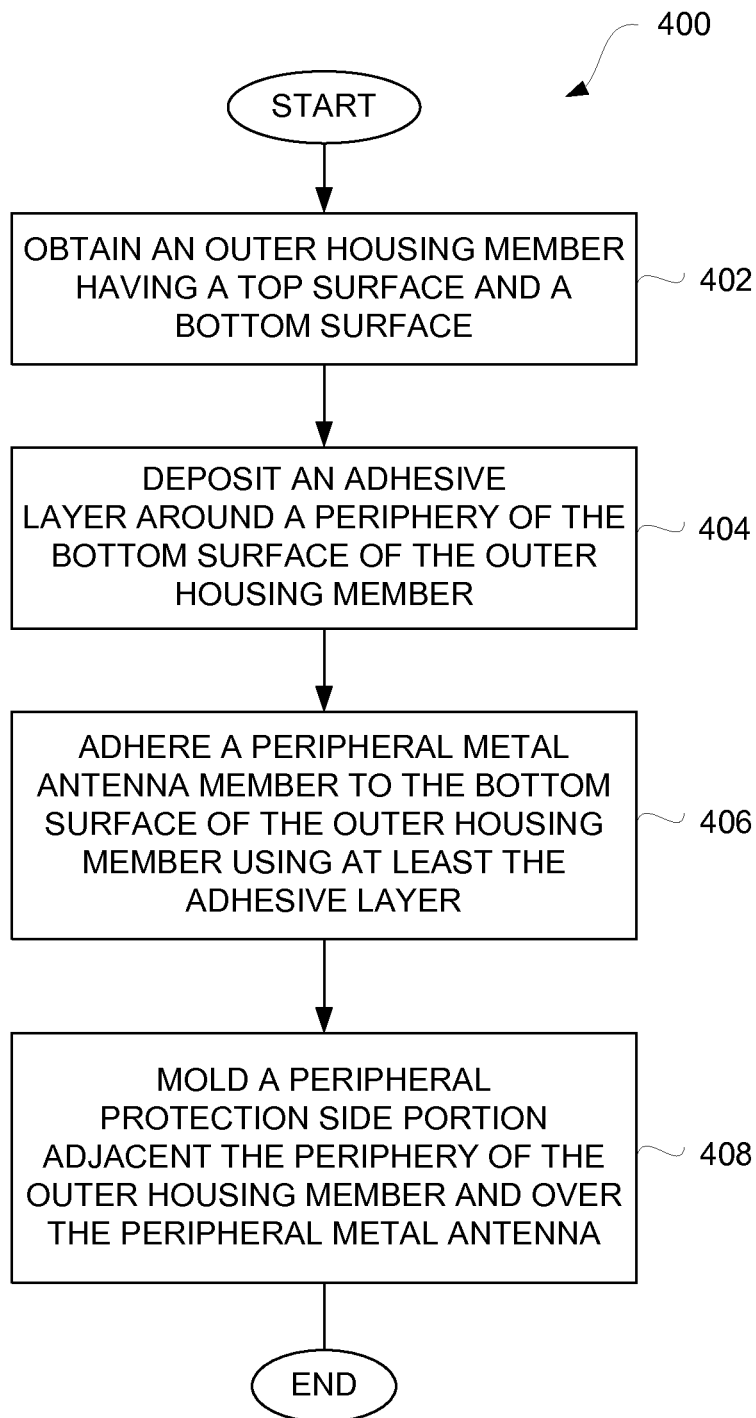 400
START
OBTAIN AN OUTER HOUSING MEMBER
HAVING A TOP SURFACE AND A
BOTTOM SURFACE
402
DEPOSIT AN ADHESIVE
LAYER AROUND A PERIPHERY OF THE
BOTTOM SURFACE OF THE OUTER
HOUSING MEMBER
404
ADHERE A PERIPHERAL METAL
ANTENNA MEMBER TO THE BOTTOM
SURFACE OF THE OUTER HOUSING
MEMBER USING AT LEAST THE
ADHESIVE LAYER
406
MOLD A PERIPHERAL
PROTECTION SIDE PORTION
ADJACENT THE PERIPHERY OF THE
OUTER HOUSING MEMBER AND OVER
THE PERIPHERAL METAL ANTENNA
408
END